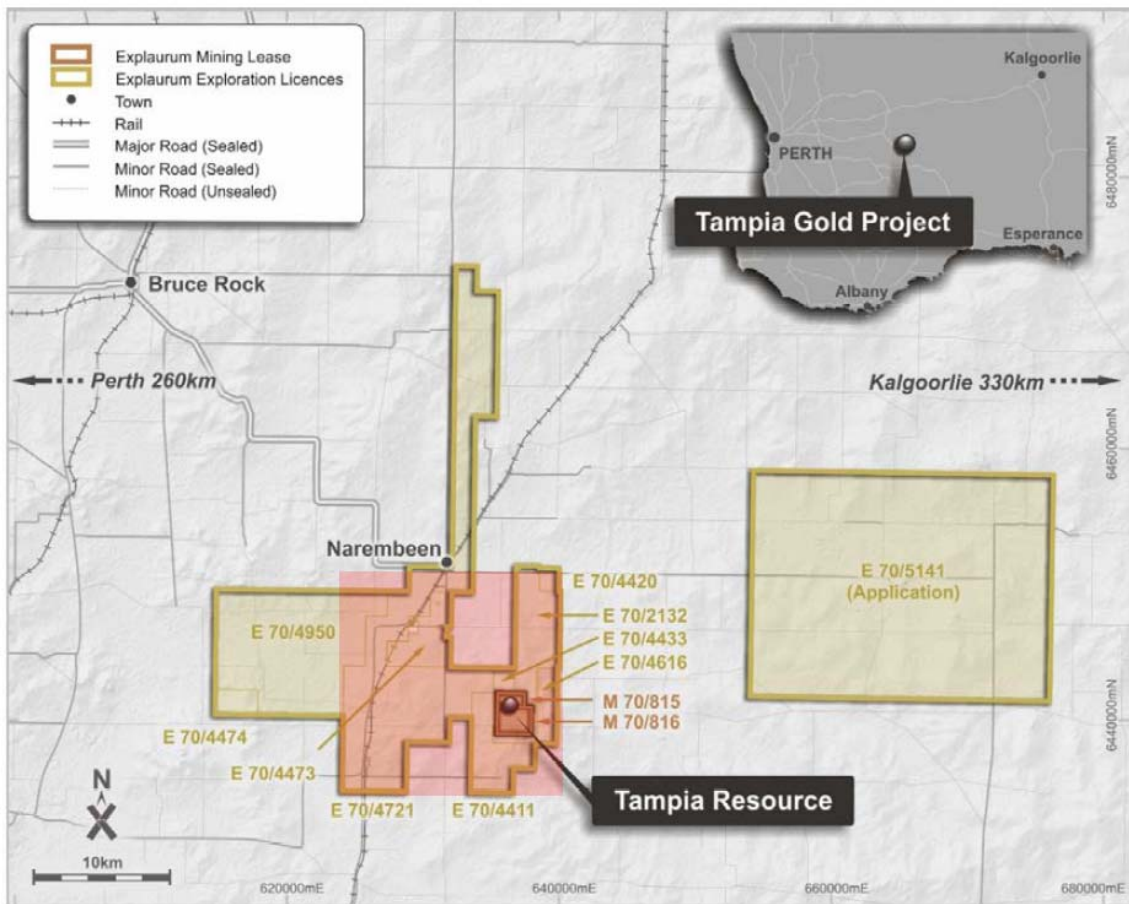 Explaurum Mining Lease
Explaurum Exploration Licences
Town
Rail
Major Road (Sealed)
Minor Road (Sealed)
Minor Road (Unsealed)
Kalgoorlie
PERTH
Tampia Gold Project
Esperance
Albany
6480000mN
Bruce Rock
Perth 260km
Kalgoorlie 330km
6460000mN
Narembeen
E 70/4420
E 70/5141
(Application)
E 70/2132
E 70/4950
E 70/4433
E 70/4616
M 70/815
M 70/816
6440000mN
E 70/4474
E 70/4473
E 70/4721
E 70/4411
Tampia Resource
N
10km
620000mE
640000mE
660000mE
680000mE